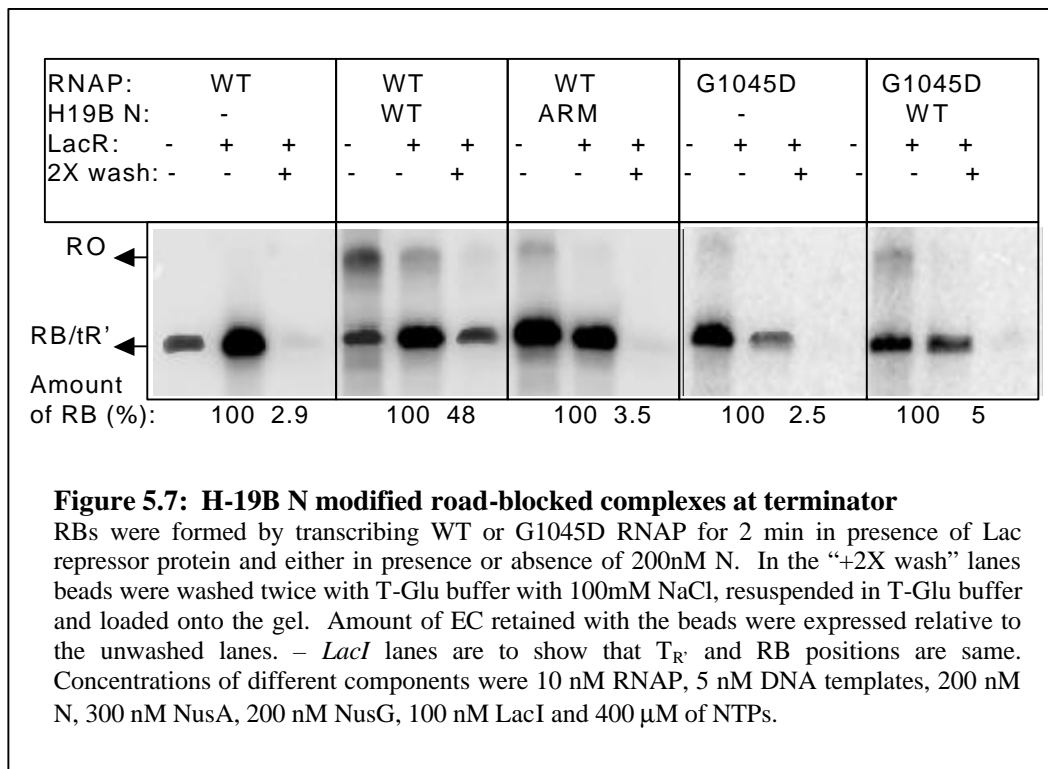 RNAP: WT WT WT G1045D G1045D
H19B N: - WT ARM - WT
LacR: - + + - + + - + + - + + - + +
2X wash: - - + - - + - - + - - + - - +
RO
RB/tR’
Amount
of RB (%): 100 2.9 100 48 100 3.5 100 2.5 100 5
Figure 5.7: H-19B N modified road-blocked complexes at terminator
RBs were formed by transcribing WT or G1045D RNAP for 2 min in presence of Lac
repressor protein and either in presence or absence of 200nM N. In the “+2X wash” lanes
beads were washed twice with T-Glu buffer with 100mM NaCl, resuspended in T-Glu buffer
and loaded onto the gel. Amount of EC retained with the beads were expressed relative to
the unwashed lanes. – LacI lanes are to show that TR’ and RB positions are same.
Concentrations of different components were 10 nM RNAP, 5 nM DNA templates, 200 nM
N, 300 nM NusA, 200 nM NusG, 100 nM LacI and 400 μM of NTPs.